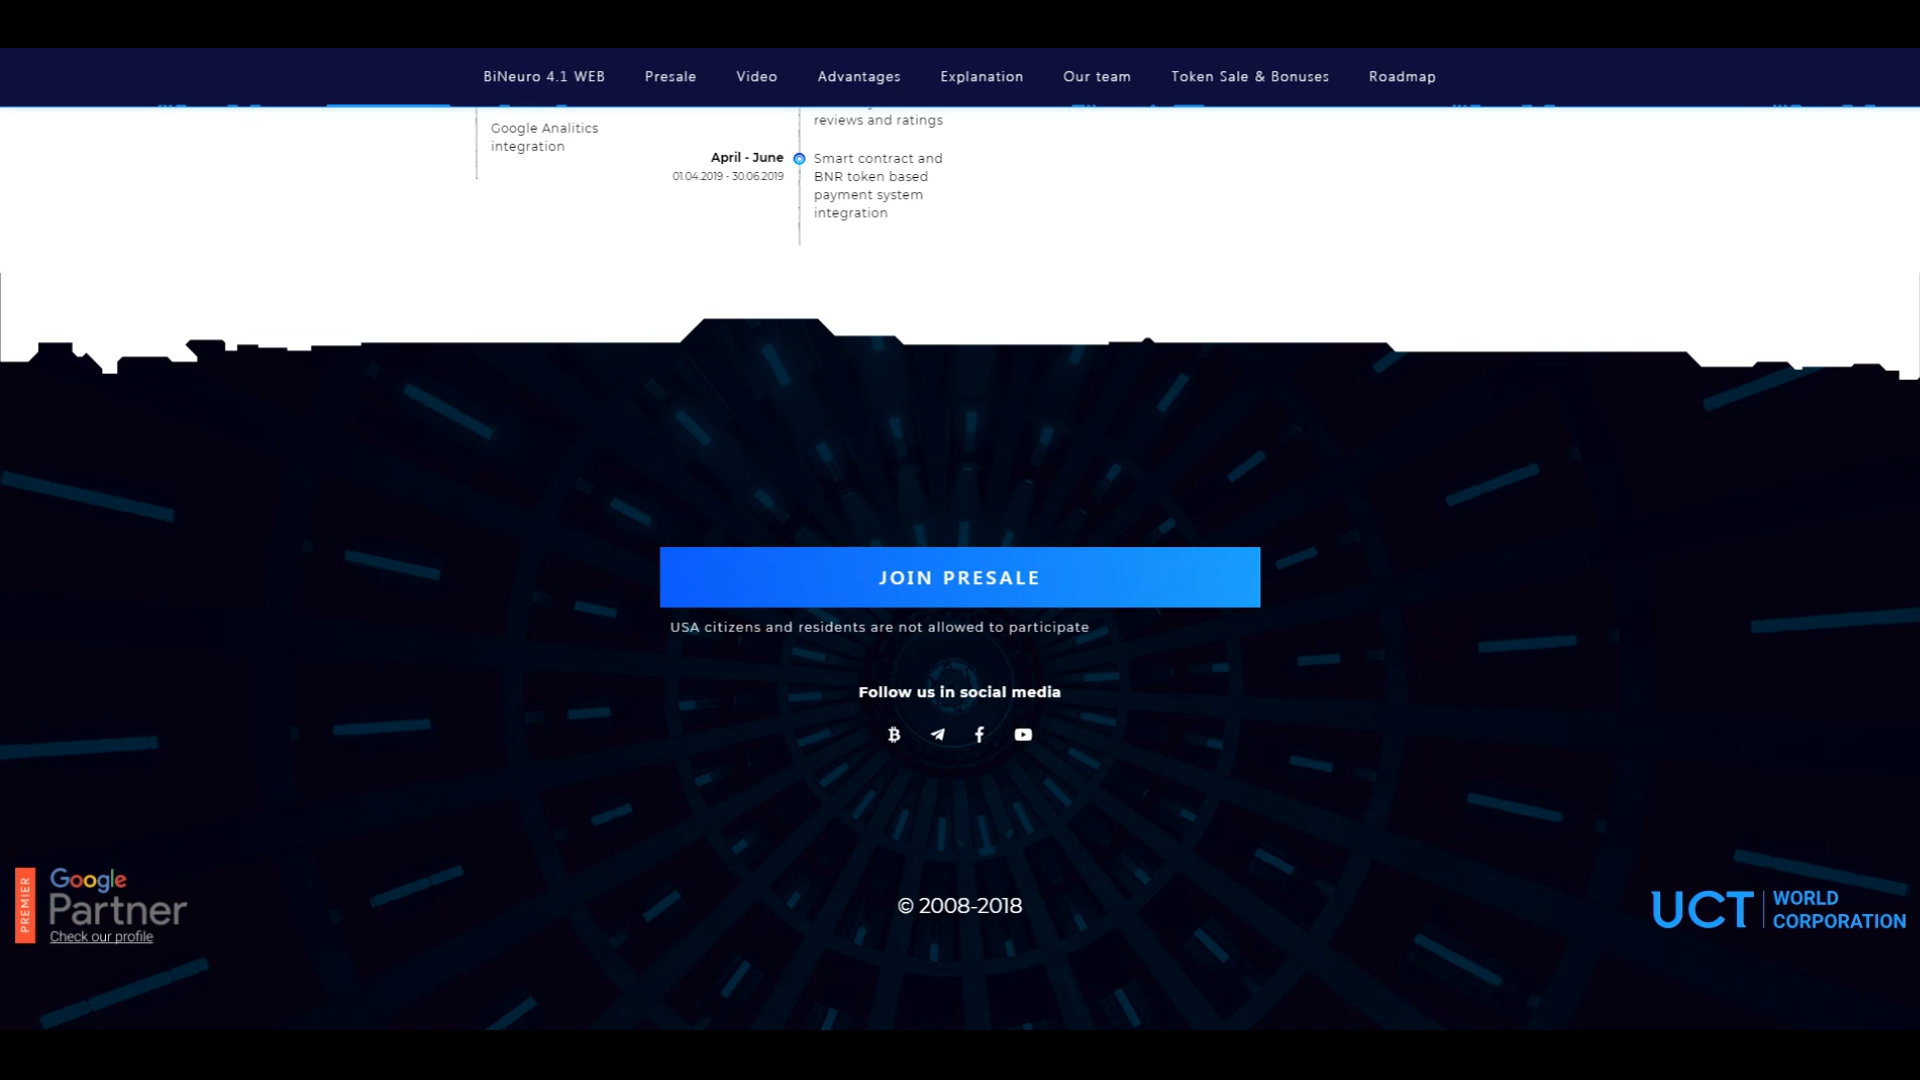 BiNeuro 4.1 WEB Presale Video Advantages Explanation Our team Token Sale & Bonuses Roadmap
Google Analitics
integration
reviews and ratings
April - June
01.04.2019 - 30.06.2019
Smart contract and
BNR token based
payment system
integration
JOIN PRESALE
USA citizens and residents are not allowed to participate
Follow us in social media
PREMIER
Google
Partner
Check our profile
© 2008-2018
UCT WORLD
CORPORATION